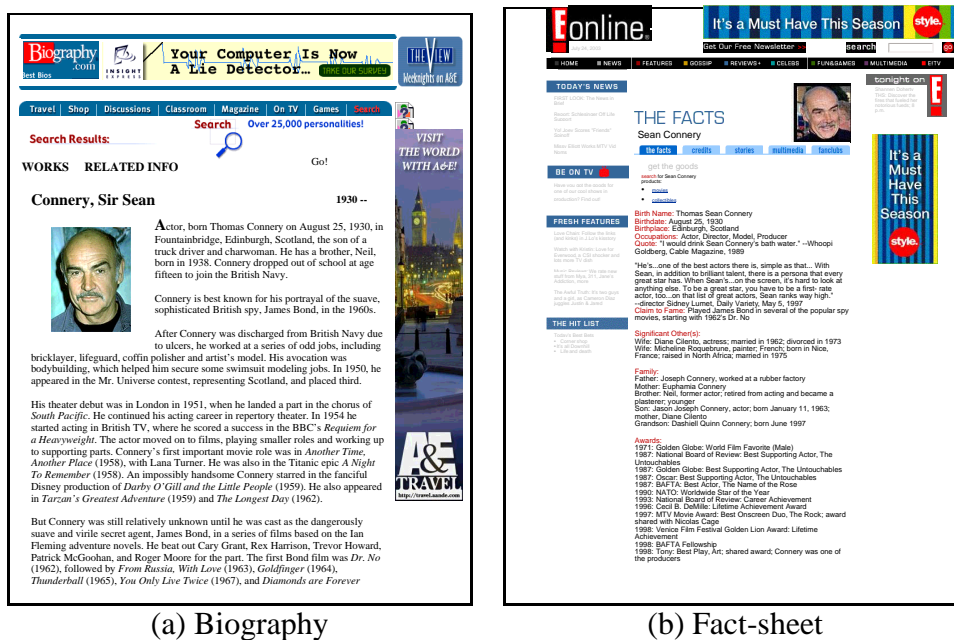 Biography
.com
Best Bios
INSIGHT
EXPRESS
Your Computer Is Now
A Lie Detector...
TAKE OUR SURVEY
THE VIEW
Weeknights on A&E
Travel Shop Discussions Classroom Magazine On TV Games Search
Search Over 25,000 personalities!
Search Results:
Go!
WORKS RELATED INFO
VISIT
THE WORLD
WITH A&E!
Connery, Sir Sean 1930 --
Actor, born Thomas Connery on August 25, 1930, in
Fountainbridge, Edinburgh, Scotland, the son of a
truck driver and charwoman. He has a brother, Neil,
born in 1938. Connery dropped out of school at age
fifteen to join the British Navy.
Connery is best known for his portrayal of the suave,
sophisticated British spy, James Bond, in the 1960s.
After Connery was discharged from British Navy due
to ulcers, he worked at a series of odd jobs, including
bricklayer, lifeguard, coffin polisher and artist's model. His avocation was
bodybuilding, which helped him secure some swimsuit modeling jobs. In 1950, he
appeared in the Mr. Universe contest, representing Scotland, and placed third.
His theater debut was in London in 1951, when he landed a part in the chorus of
South Pacific. He continued his acting career in repertory theater. In 1954 he
started acting in British TV, where he scored a success in the BBC's Requiem for
a Heavyweight. The actor moved on to films, playing smaller roles and working up
to supporting parts. Connery's first important movie role was in Another Time,
Another Place (1958), with Lana Turner. He was also in the Titanic epic A Night
To Remember (1958). An impossibly handsome Connery starred in the fanciful
Disney production of Darby O'Gill and the Little People (1959). He also appeared
in Tarzan's Greatest Adventure (1959) and The Longest Day (1962).
But Connery was still relatively unknown until he was cast as the dangerously
suave and virile secret agent, James Bond, in a series of films based on the Ian
Fleming adventure novels. He beat out Cary Grant, Rex Harrison, Trevor Howard,
Patrick McGoohan, and Roger Moore for the part. The first Bond film was Dr. No
(1962), followed by From Russia, With Love (1963), Goldfinger (1964),
Thunderball (1965), You Only Live Twice (1967), and Diamonds are Forever
A&E
TRAVEL
http://travel.aande.com
(a) Biography
E online.
It's a Must Have This Season style.
Get Our Free Newsletter >> search go
HOME NEWS FEATURES GOSSIP REVIEWS+ CELEBS FUN&GAMES MULTIMEDIA E!TV
TODAY'S NEWS
BE ON TV
FRESH FEATURES
THE HIT LIST
tonight on E
THE FACTS
Sean Connery
the facts credits stories multimedia fanclubs
get the goods
search for Sean Connery
products:
movies
collectibles
Birth Name: Thomas Sean Connery
Birthdate: August 25, 1930
Birthplace: Edinburgh, Scotland
Occupations: Actor, Director, Model, Producer
Quote: "I would drink Sean Connery's bath water." --Whoopi
Goldberg, Cable Magazine, 1989
"He's...one of the best actors there is, simple as that... With
Sean, in addition to brilliant talent, there is a persona that every
great star has. When Sean's...on the screen, it's hard to look at
anything else. To be a great star, you have to be a first- rate
actor, too...on that list of great actors, Sean ranks way high."
--director Sidney Lumet, Daily Variety, May 5, 1997
Claim to Fame: Played James Bond in several of the popular spy
movies, starting with 1962's Dr. No
Significant Other(s):
Wife: Diane Cilento, actress; married in 1962; divorced in 1973
Wife: Micheline Roquebrune, painter; French; born in Nice,
France; raised in North Africa; married in 1975
Family:
Father: Joseph Connery, worked at a rubber factory
Mother: Euphamia Connery
Brother: Neil, former actor; retired from acting and became a
plasterer; younger
Son: Jason Joseph Connery, actor; born January 11, 1963;
mother, Diane Cilento
Grandson: Dashiell Quinn Connery; born June 1997
Awards:
1971: Golden Globe: World Film Favorite (Male)
1987: National Board of Review: Best Supporting Actor, The
Untouchables
1987: Golden Globe: Best Supporting Actor, The Untouchables
1987: Oscar: Best Supporting Actor, The Untouchables
1987: BAFTA: Best Actor, The Name of the Rose
1990: NATO: Worldwide Star of the Year
1993: National Board of Review: Career Achievement
1996: Cecil B. DeMille: Lifetime Achievement Award
1997: MTV Movie Award: Best Onscreen Duo, The Rock; award
shared with Nicolas Cage
1998: Venice Film Festival Golden Lion Award: Lifetime
Achievement
1998: BAFTA Fellowship
1998: Tony: Best Play, Art; shared award; Connery was one of
the producers
It's a
Must
Have
This
Season
style.
(b) Fact-sheet